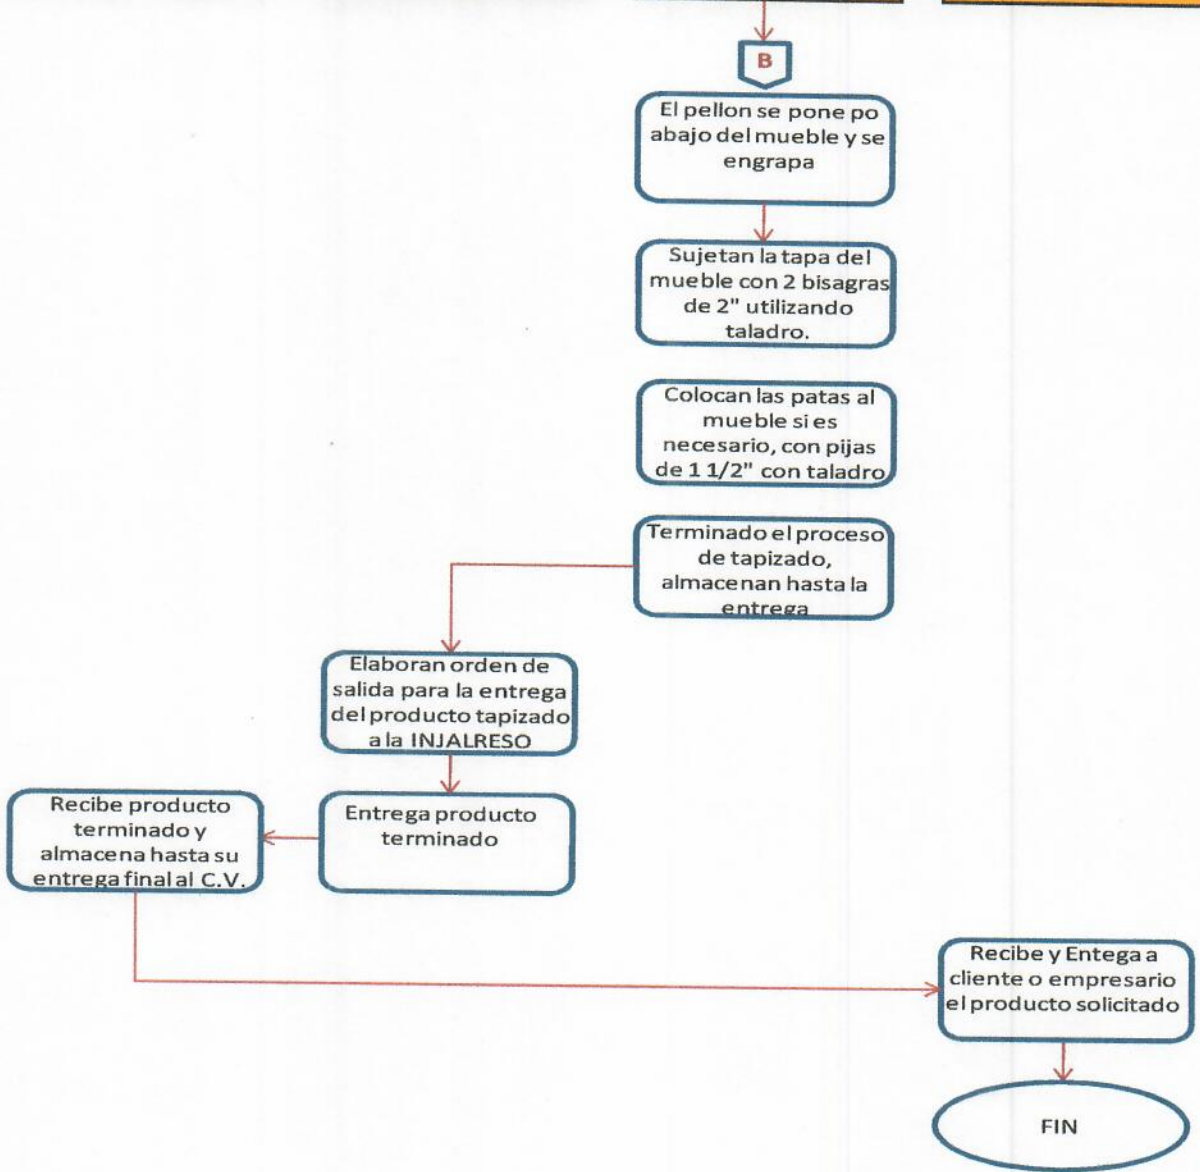 B
El pellon se pone po
abajo del mueble y se
engrapa
Sujetan la tapa del
mueble con 2 bisagras
de 2" utilizando
taladro.
Colocan las patas al
mueble si es
necesario, con pijas
de 1 1/2" con taladro
Terminado el proceso
de tapizado,
almacenan hasta la
entrega
Elaboran orden de
salida para la entrega
del producto tapizado
a la INJALRESO
Entrega producto
terminado
Recibe producto
terminado y
almacena hasta su
entrega final al C.V.
Recibe y Entega a
cliente o empresario
el producto solicitado
FIN